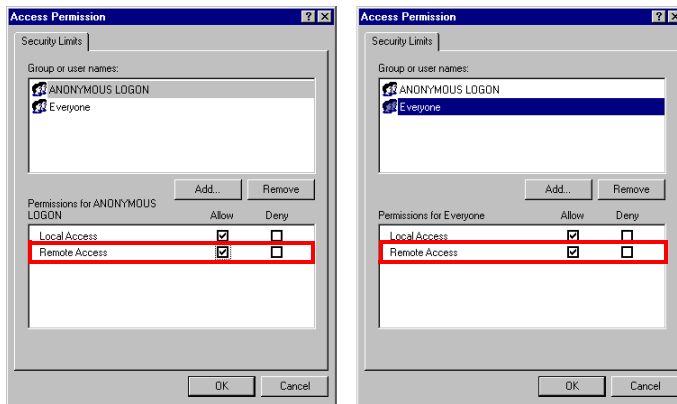 Access Permission
Security Limits
Group or user names:
ANONYMOUS LOGON
Everyone
Add... Remove
Permissions for ANONYMOUS
LOGON Allow Deny
Local Access
Remote Access
OK Cancel
Access Permission
Security Limits
Group or user names:
ANONYMOUS LOGON
Everyone
Add... Remove
Permissions for Everyone Allow Deny
Local Access
Remote Access
OK Cancel